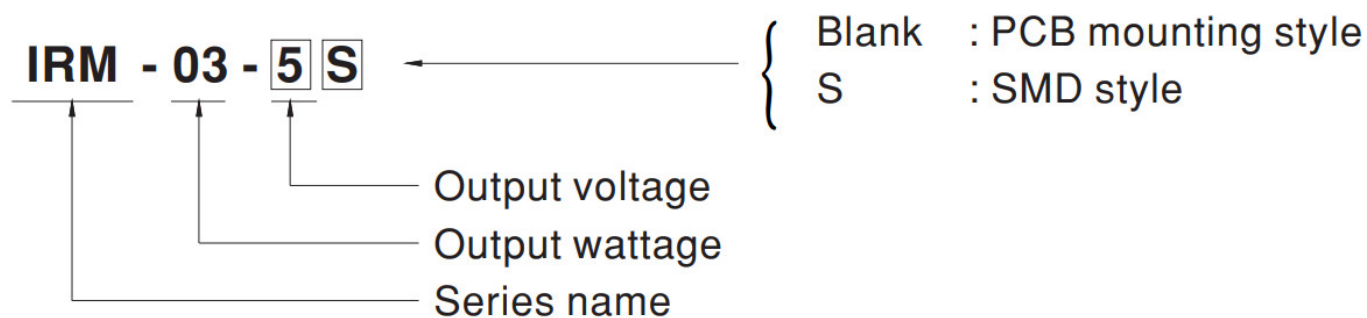 IRM - 03 - 5 S
Blank : PCB mounting style
S : SMD style
Output voltage
Output wattage
Series name